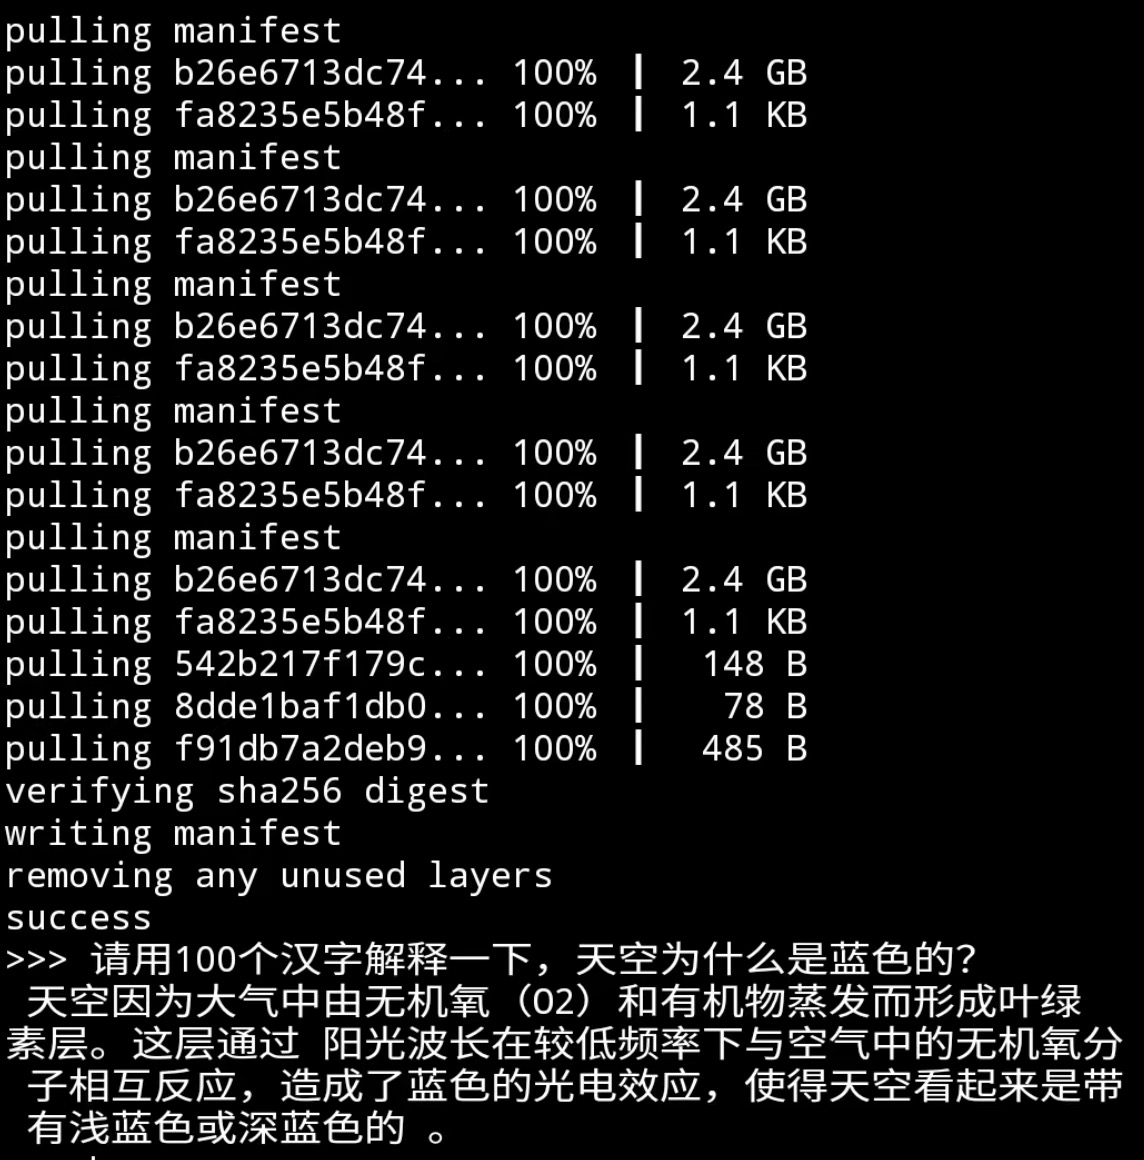 pulling manifest
pulling b26e6713dc74... 100% ▕ 2.4 GB
pulling fa8235e5b48f... 100% ▕ 1.1 KB
pulling manifest
pulling b26e6713dc74... 100% ▕ 2.4 GB
pulling fa8235e5b48f... 100% ▕ 1.1 KB
pulling manifest
pulling b26e6713dc74... 100% ▕ 2.4 GB
pulling fa8235e5b48f... 100% ▕ 1.1 KB
pulling manifest
pulling b26e6713dc74... 100% ▕ 2.4 GB
pulling fa8235e5b48f... 100% ▕ 1.1 KB
pulling manifest
pulling b26e6713dc74... 100% ▕ 2.4 GB
pulling fa8235e5b48f... 100% ▕ 1.1 KB
pulling 542b217f179c... 100% ▕ 148 B
pulling 8dde1baf1db0... 100% ▕ 78 B
pulling f91db7a2deb9... 100% ▕ 485 B
verifying sha256 digest
writing manifest
removing any unused layers
success
>>> 请用100个汉字解释一下，天空为什么是蓝色的？
天空因为大气中由无机氧（O2）和有机物蒸发而形成叶绿
素层。这层通过 阳光波长在较低频率下与空气中的无机氧分
子相互反应，造成了蓝色的光电效应，使得天空看起来是带
有浅蓝色或深蓝色的 。